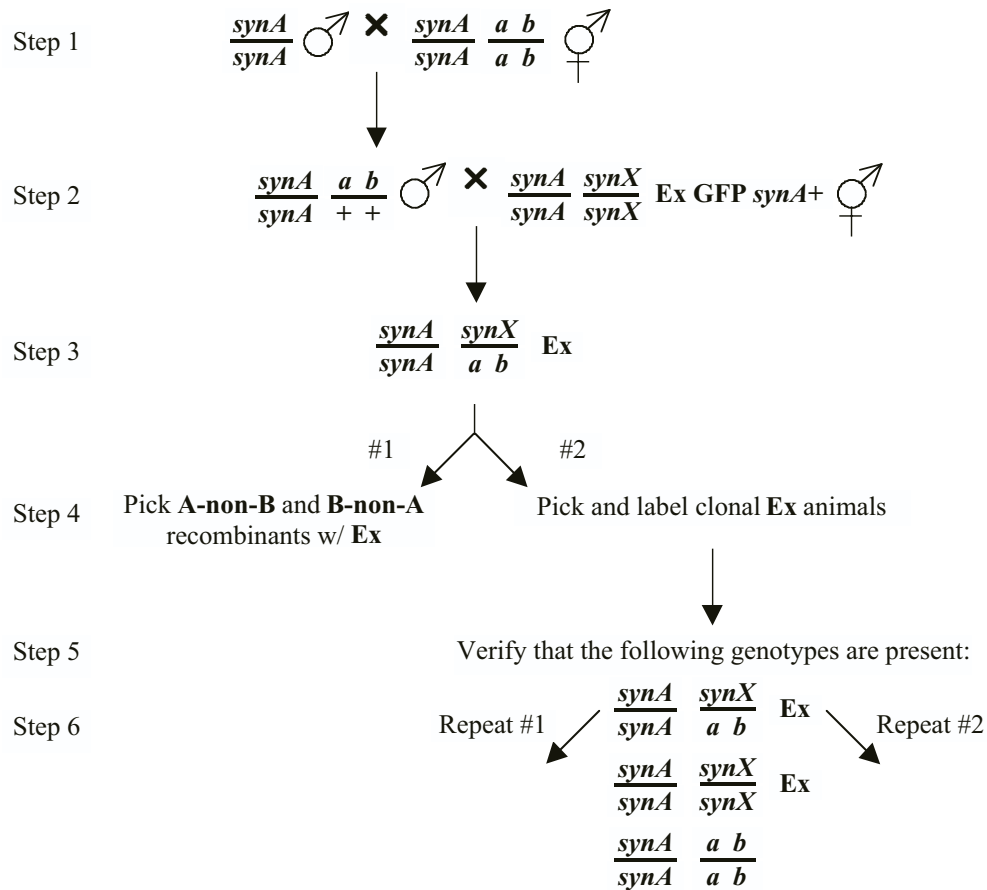 Step 1
synA synA a b
synA synA a b
Step 2
synA a b synA synX Ex GFP synA+
synA + + synA synX
Step 3
synA synX Ex
synA a b
#1 #2
Step 4
Pick A-non-B and B-non-A
recombinants w/ Ex
Pick and label clonal Ex animals
Step 5
Verify that the following genotypes are present:
Step 6
Repeat #1
synA synX Ex
synA a b
Repeat #2
synA synX Ex
synA synX
synA a b
synA a b